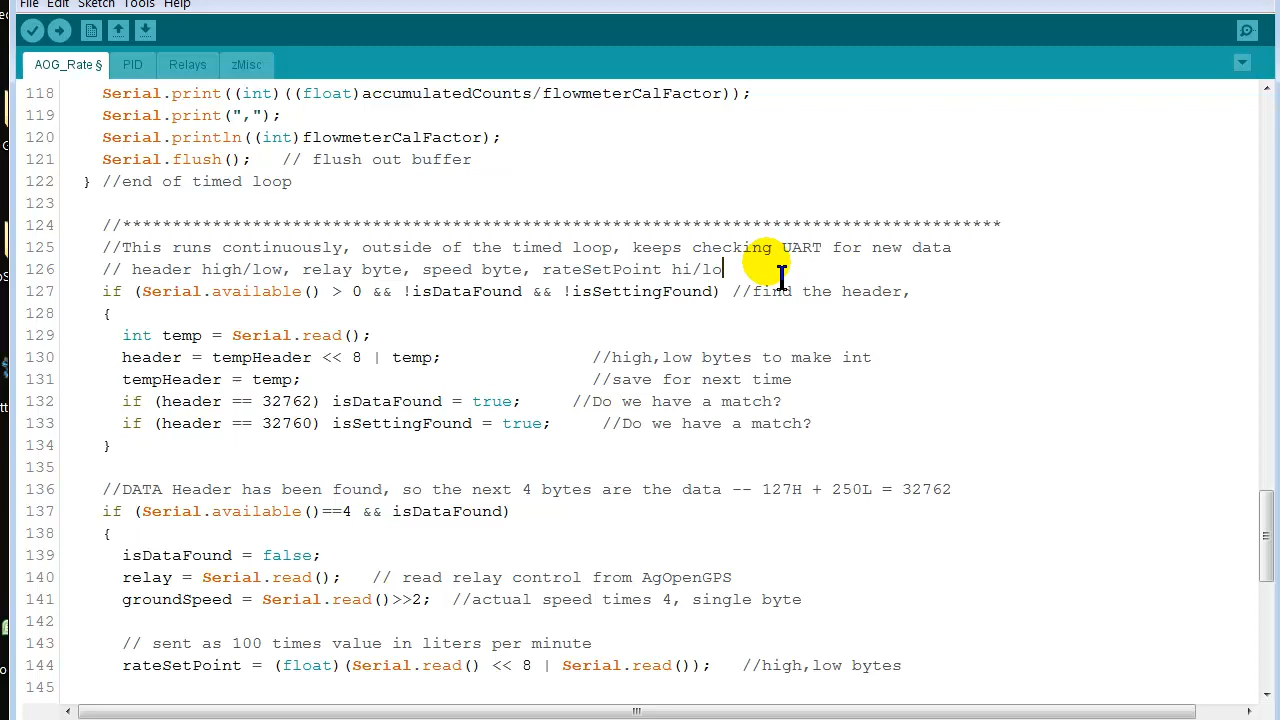 File Edit Sketch Tools Help
AOG_Rate § PID Relays zMisc
118 Serial.print((int)((float)accumulatedCounts/flowmeterCalFactor));
119 Serial.print(",");
120 Serial.println((int)flowmeterCalFactor);
121 Serial.flush(); // flush out buffer
122 } //end of timed loop
123
124 //****************************************************************************************
125 //This runs continuously, outside of the timed loop, keeps checking UART for new data
126 // header high/low, relay byte, speed byte, rateSetPoint hi/lo
127 if (Serial.available() > 0 && !isDataFound && !isSettingFound) //find the header,
128 {
129 int temp = Serial.read();
130 header = tempHeader << 8 | temp; //high,low bytes to make int
131 tempHeader = temp; //save for next time
132 if (header == 32762) isDataFound = true; //Do we have a match?
133 if (header == 32760) isSettingFound = true; //Do we have a match?
134 }
135
136 //DATA Header has been found, so the next 4 bytes are the data -- 127H + 250L = 32762
137 if (Serial.available()==4 && isDataFound)
138 {
139 isDataFound = false;
140 relay = Serial.read(); // read relay control from AgOpenGPS
141 groundSpeed = Serial.read()>>2; //actual speed times 4, single byte
142
143 // sent as 100 times value in liters per minute
144 rateSetPoint = (float)(Serial.read() << 8 | Serial.read()); //high,low bytes
145